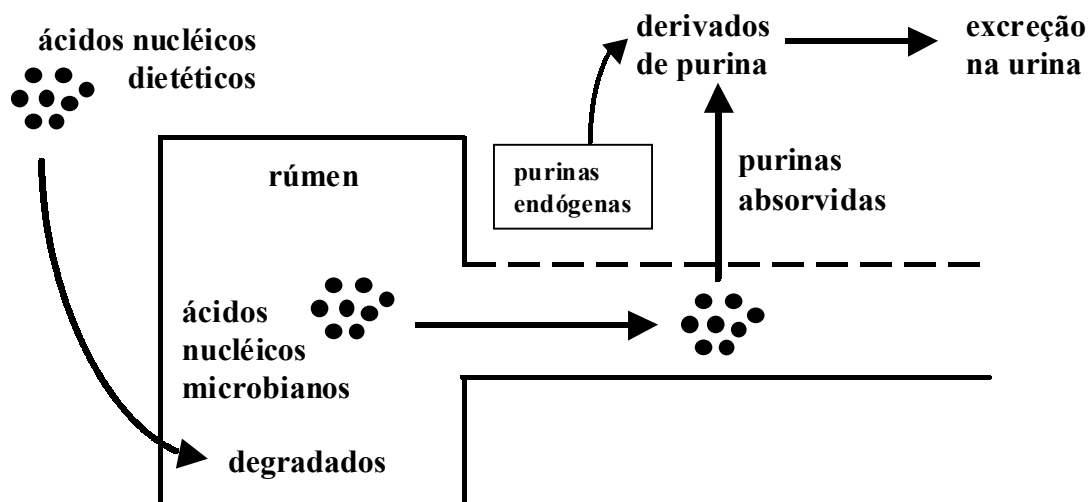 ácidos nucléicos
dietéticos
derivados
de purina
excreção
na urina
rúmen
purinas
endógenas
purinas
absorvidas
ácidos
nucléicos
microbianos
degradados